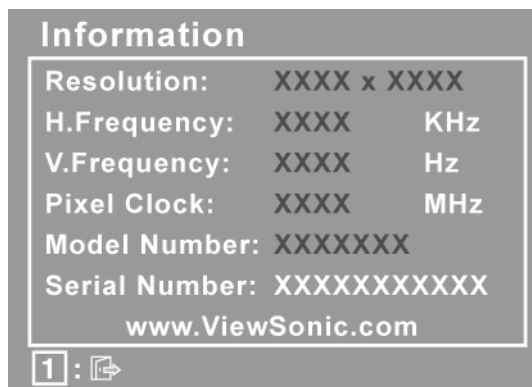 Information
Resolution: XXXX x XXXX
H.Frequency: XXXX KHz
V.Frequency: XXXX Hz
Pixel Clock: XXXX MHz
Model Number: XXXXXXX
Serial Number: XXXXXXXXXXX
www.ViewSonic.com
1 :